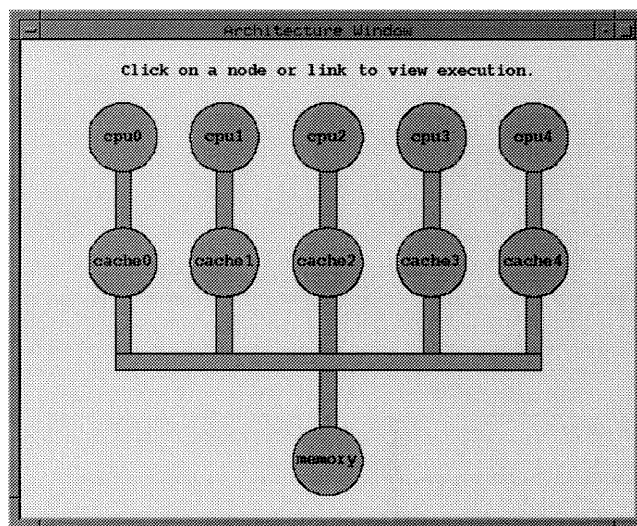 Architecture Window
Click on a node or link to view execution.
cpu0 cpu1 cpu2 cpu3 cpu4
cache0 cache1 cache2 cache3 cache4
memory